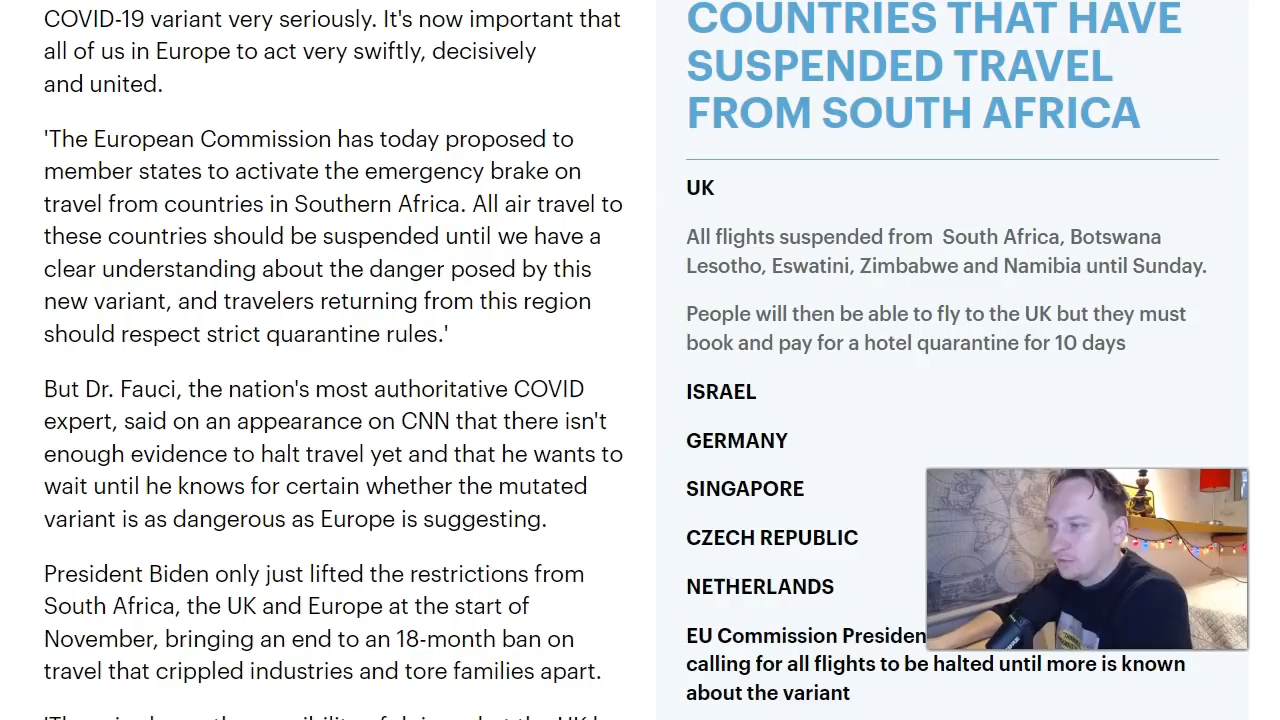 COVID-19 variant very seriously. It's now important that
all of us in Europe to act very swiftly, decisively
and united.
'The European Commission has today proposed to
member states to activate the emergency brake on
travel from countries in Southern Africa. All air travel to
these countries should be suspended until we have a
clear understanding about the danger posed by this
new variant, and travelers returning from this region
should respect strict quarantine rules.'
But Dr. Fauci, the nation's most authoritative COVID
expert, said on an appearance on CNN that there isn't
enough evidence to halt travel yet and that he wants to
wait until he knows for certain whether the mutated
variant is as dangerous as Europe is suggesting.
President Biden only just lifted the restrictions from
South Africa, the UK and Europe at the start of
November, bringing an end to an 18-month ban on
travel that crippled industries and tore families apart.
COUNTRIES THAT HAVE
SUSPENDED TRAVEL
FROM SOUTH AFRICA
UK
All flights suspended from South Africa, Botswana
Lesotho, Eswatini, Zimbabwe and Namibia until Sunday.
People will then be able to fly to the UK but they must
book and pay for a hotel quarantine for 10 days
ISRAEL
GERMANY
SINGAPORE
CZECH REPUBLIC
NETHERLANDS
EU Commission
calling for all flights to be halted until more is known
about the variant